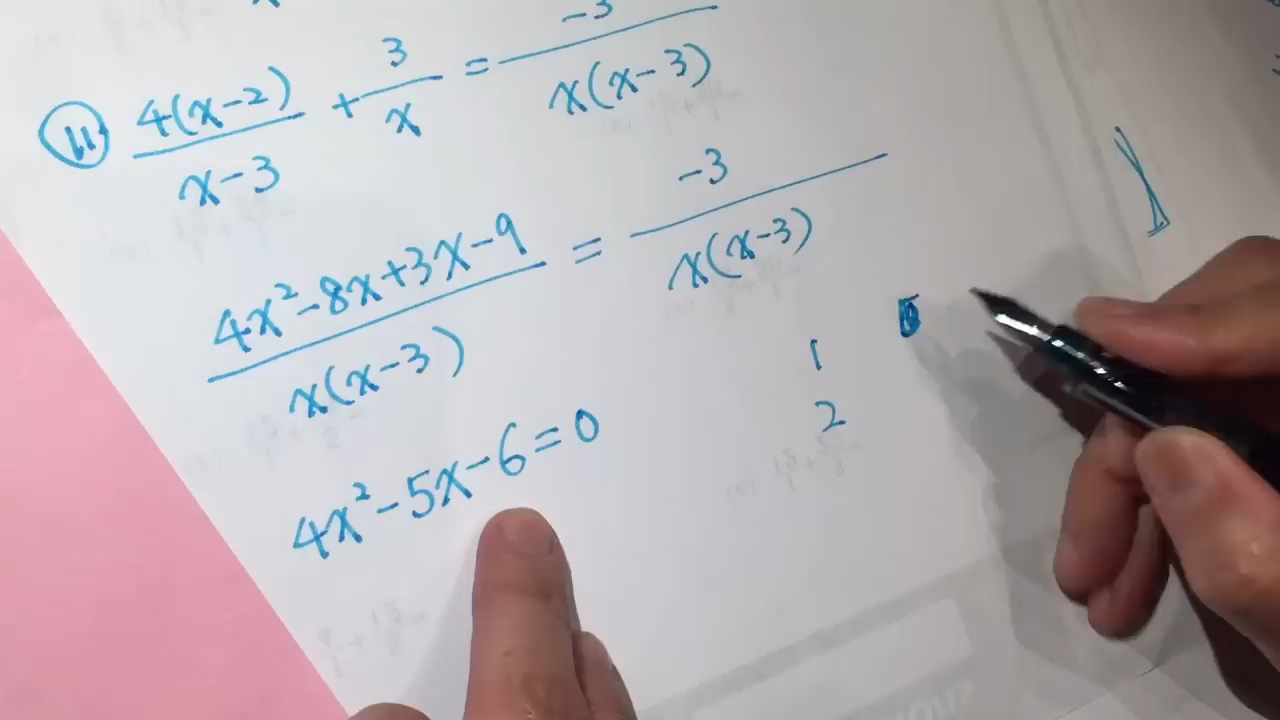 ⑪ 4(x-2)/x-3 + 3/x = -3/x(x-3)
4x²-8x+3x-9/x(x-3) = -3/x(x-3)
4x²-5x-6=0
1
2